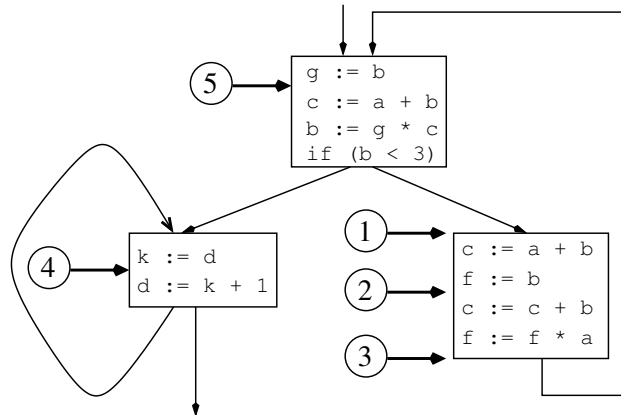 5
g := b
c := a + b
b := g * c
if (b < 3)
4
k := d
d := k + 1
1
2
3
c := a + b
f := b
c := c + b
f := f * a